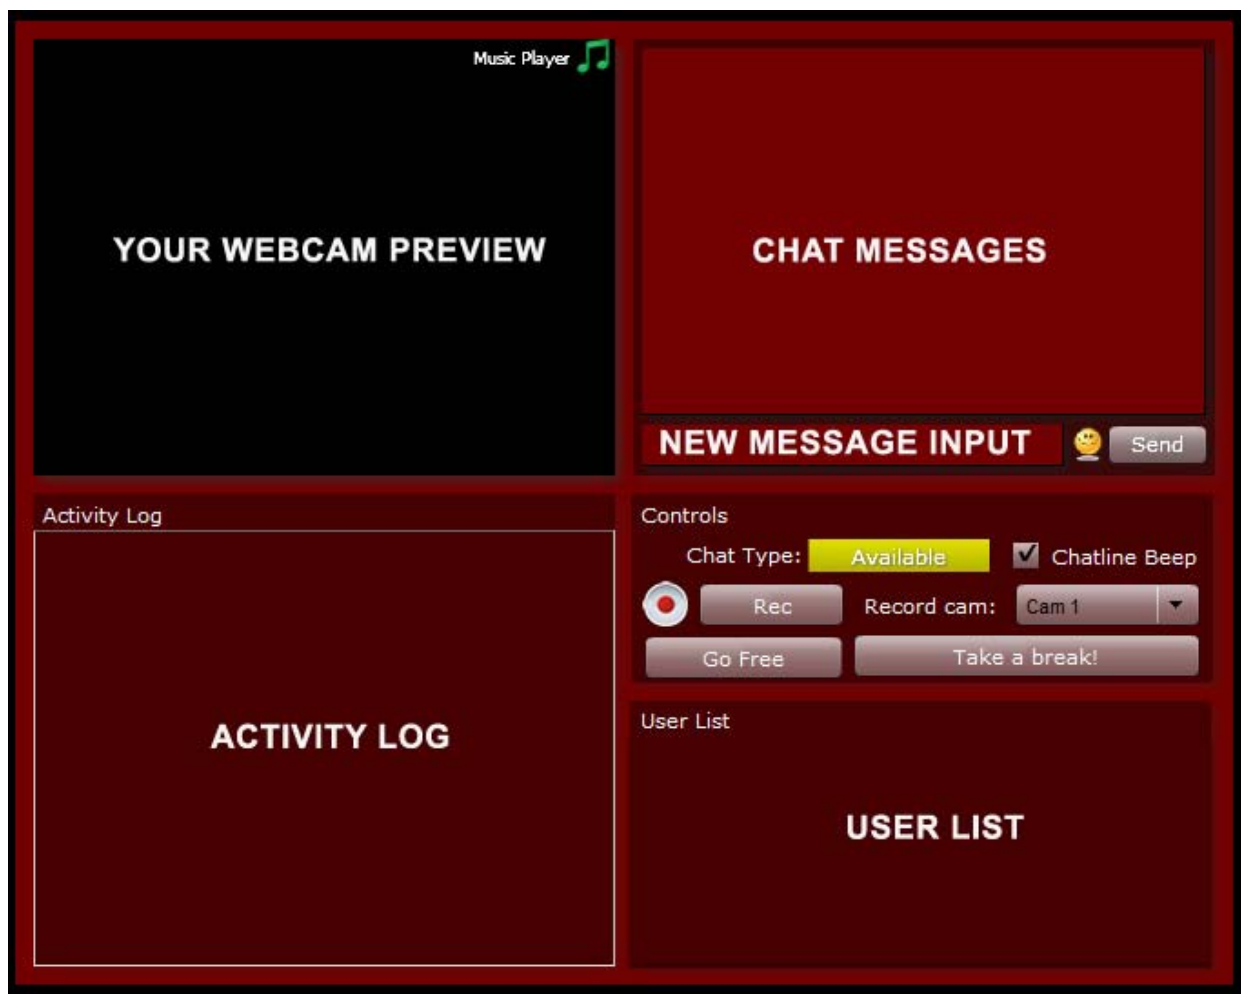 Music Player
YOUR WEBCAM PREVIEW
CHAT MESSAGES
NEW MESSAGE INPUT
Send
Activity Log
ACTIVITY LOG
Controls
Chat Type: Available Chatline Beep
Rec Record cam: Cam 1
Go Free Take a break!
User List
USER LIST